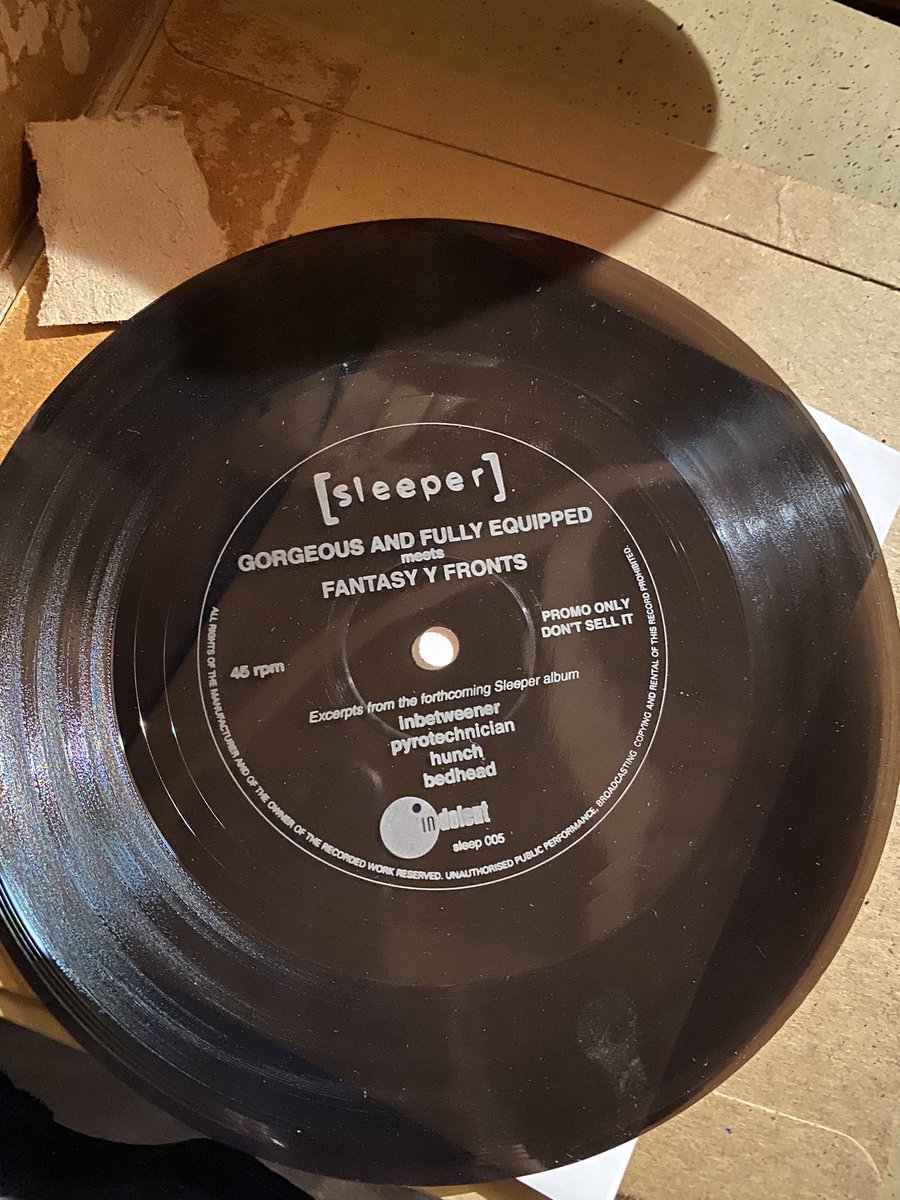 [sleeper]
GORGEOUS AND FULLY EQUIPPED
meets
FANTASY Y FRONTS
PROMO ONLY
DON'T SELL IT
45 rpm
Excerpts from the forthcoming Sleeper album
inbetweener
pyrotechnician
hunch
bedhead
indolent
sleep 005
ALL RIGHTS OF THE MANUFACTURER AND OF THE OWNER OF THE RECORDED WORK RESERVED. UNAUTHORISED PUBLIC PERFORMANCE, BROADCASTING COPYING AND RENTAL OF THIS RECORD PROHIBITED.